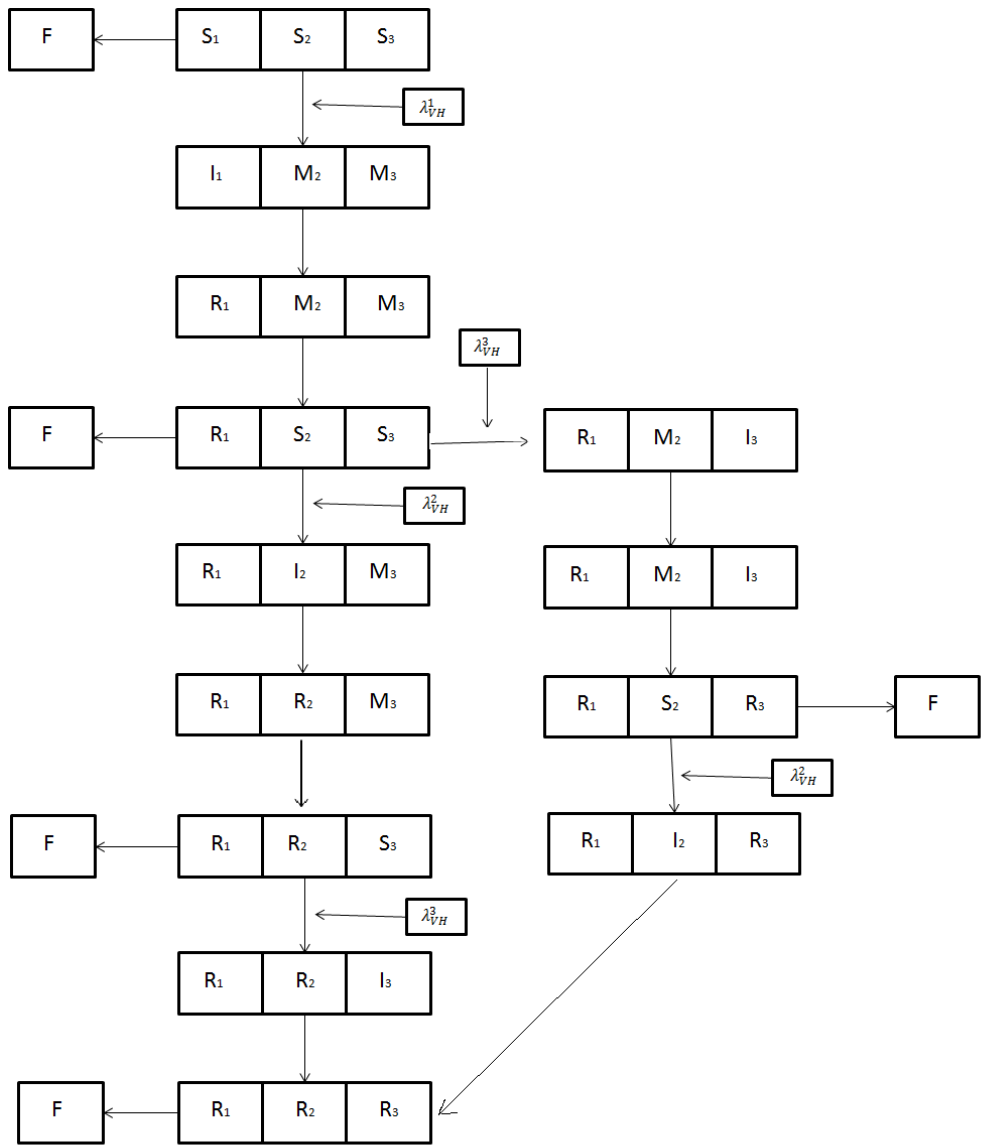 F S₁ S₂ S₃
λ¹VH
I₁ M₂ M₃
R₁ M₂ M₃
λ³VH
F R₁ S₂ S₃ R₁ M₂ I₃
λ²VH
R₁ I₂ M₃ R₁ M₂ I₃
R₁ R₂ M₃ R₁ S₂ R₃ F
λ²VH
F R₁ R₂ S₃ R₁ I₂ R₃
λ³VH
R₁ R₂ I₃
F R₁ R₂ R₃